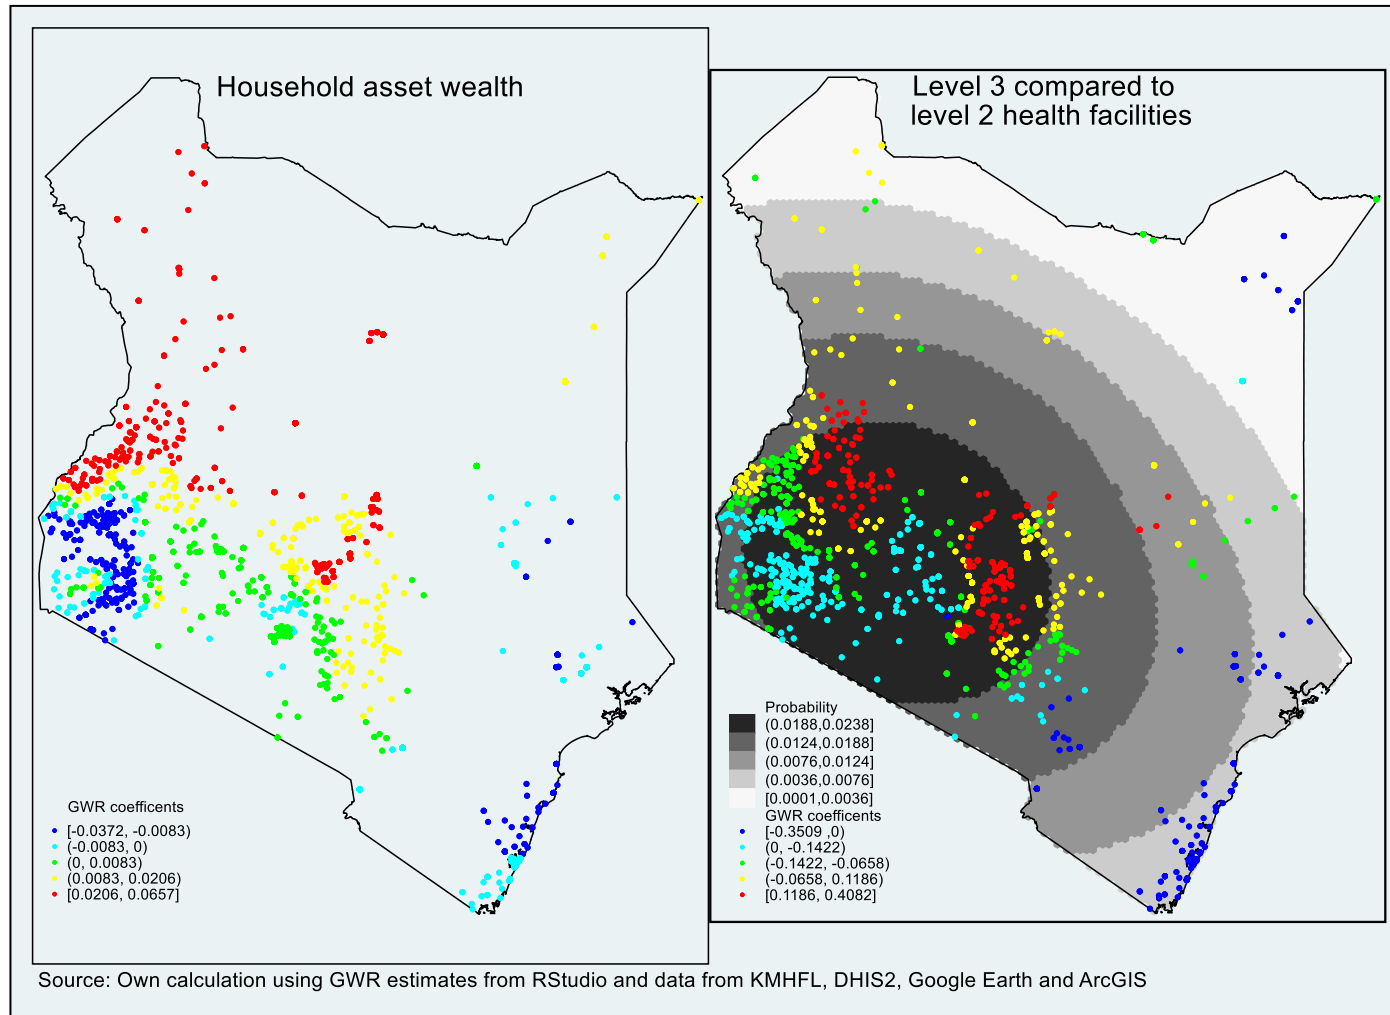 Household asset wealth
GWR coefficents
[-0.0372, -0.0083)
(-0.0083, 0)
(0, 0.0083)
(0.0083, 0.0206)
[0.0206, 0.0657]
Level 3 compared to
level 2 health facilities
Probability
(0.0188,0.0238]
(0.0124,0.0188]
(0.0076,0.0124]
(0.0036,0.0076]
[0.0001,0.0036]
GWR coefficents
[-0.3509 ,0)
(0, -0.1422)
(-0.1422, -0.0658)
(-0.0658, 0.1186)
[0.1186, 0.4082]
Source: Own calculation using GWR estimates from RStudio and data from KMHFL, DHIS2, Google Earth and ArcGIS